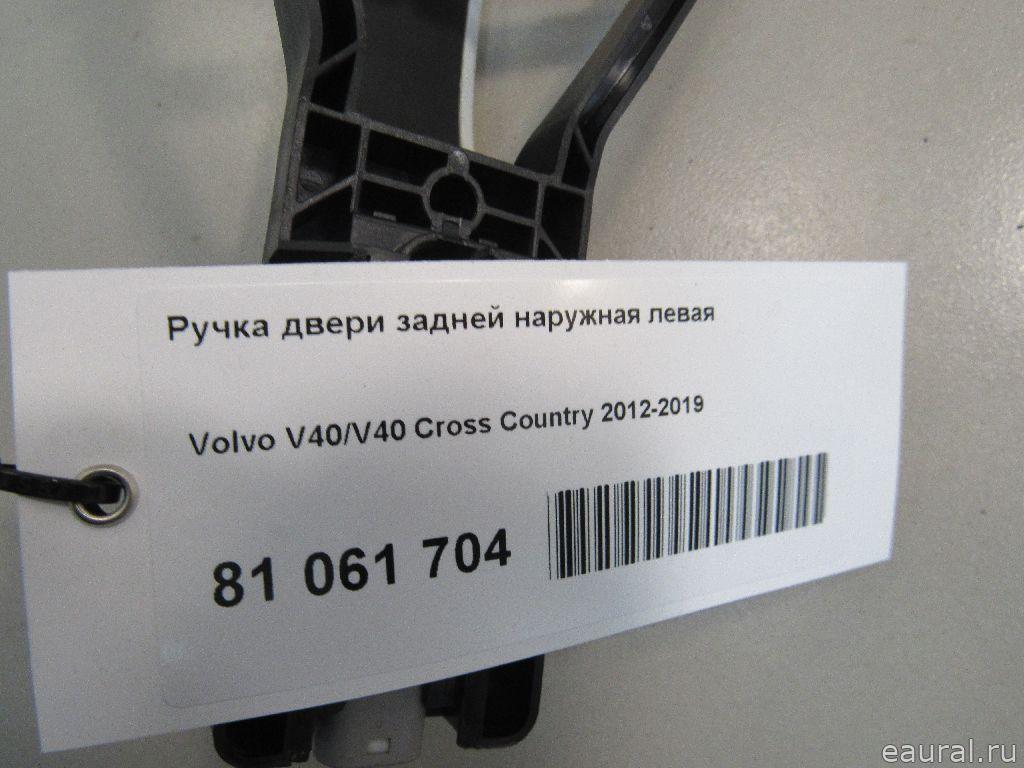 Ручка двери задней наружная левая
Volvo V40/V40 Cross Country 2012-2019
81 061 704
eaural.ru